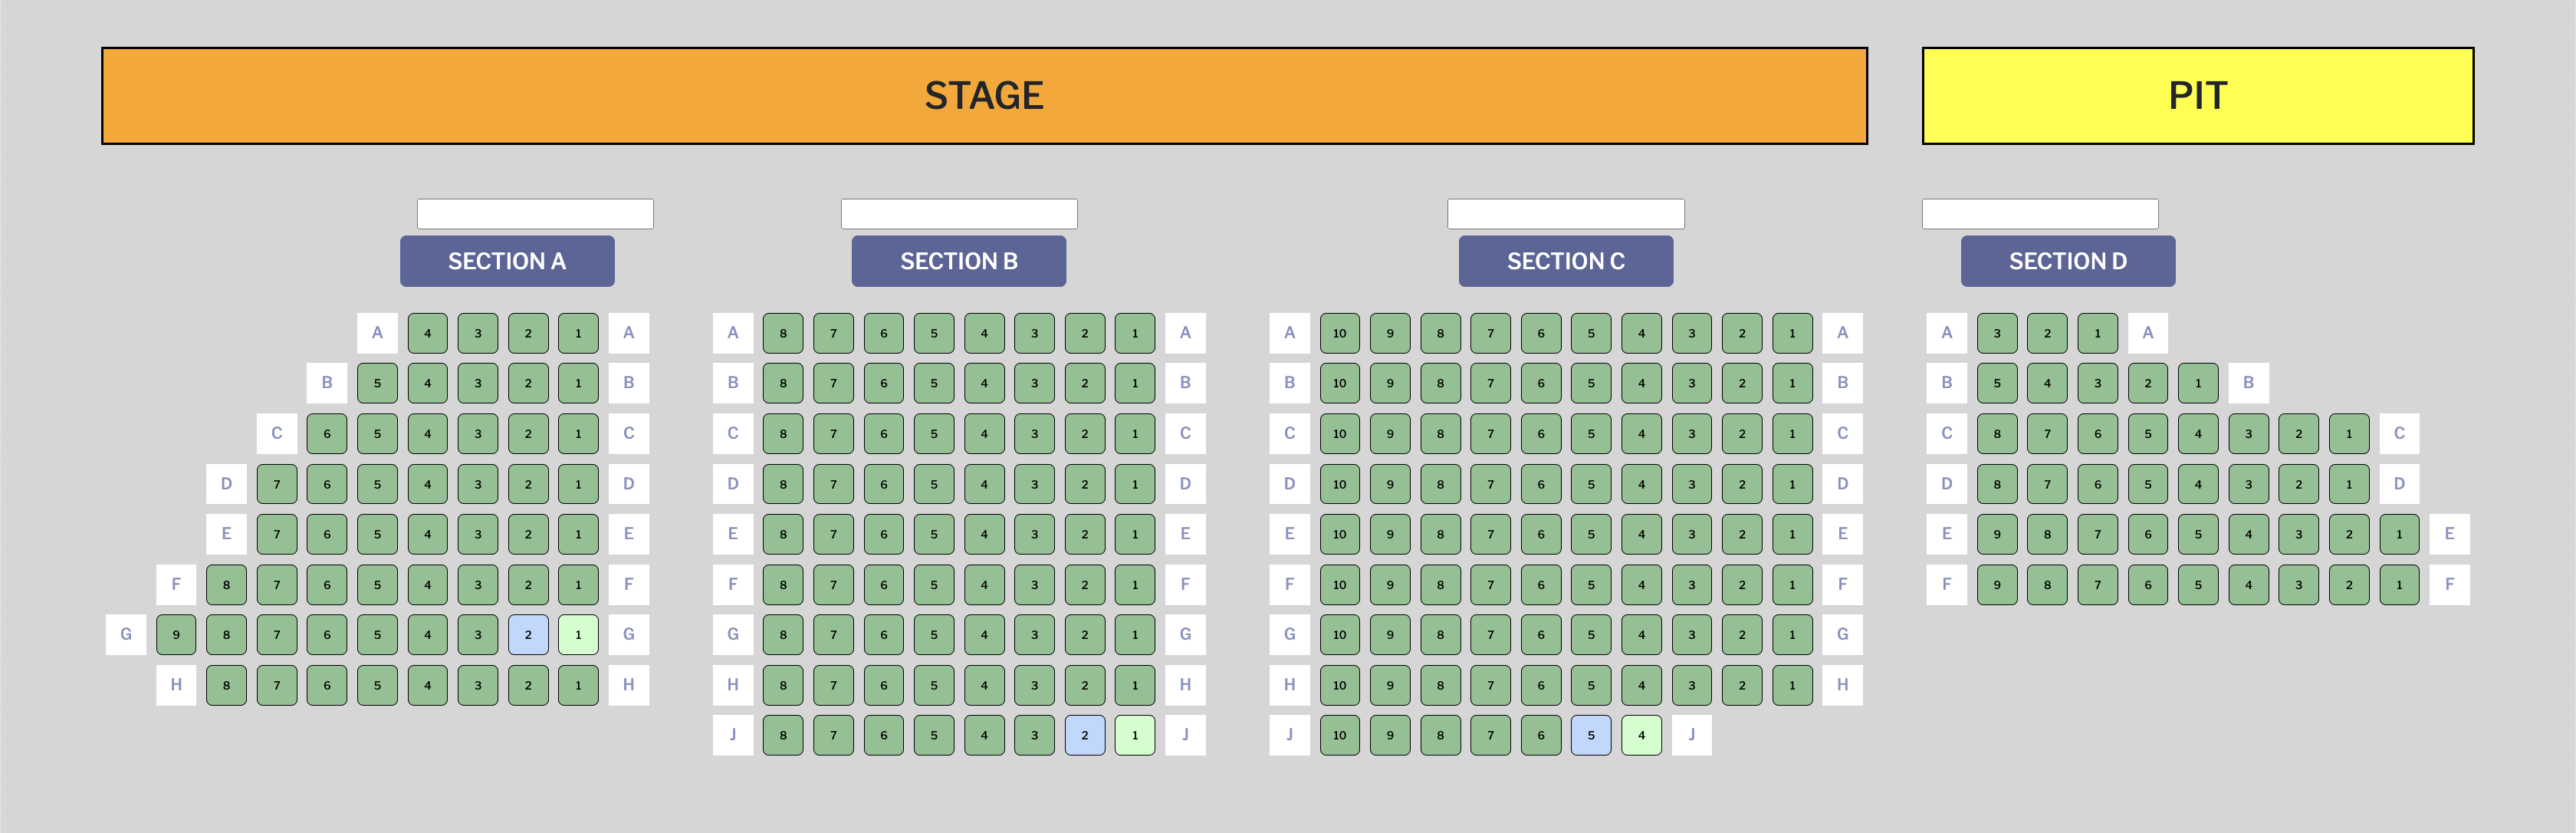 STAGE PIT
SECTION A SECTION B SECTION C SECTION D
A 4 3 2 1 A A 8 7 6 5 4 3 2 1 A A 10 9 8 7 6 5 4 3 2 1 A A 3 2 1 A
B 5 4 3 2 1 B B 8 7 6 5 4 3 2 1 B B 10 9 8 7 6 5 4 3 2 1 B B 5 4 3 2 1 B
C 6 5 4 3 2 1 C C 8 7 6 5 4 3 2 1 C C 10 9 8 7 6 5 4 3 2 1 C C 8 7 6 5 4 3 2 1 C
D 7 6 5 4 3 2 1 D D 8 7 6 5 4 3 2 1 D D 10 9 8 7 6 5 4 3 2 1 D D 8 7 6 5 4 3 2 1 D
E 7 6 5 4 3 2 1 E E 8 7 6 5 4 3 2 1 E E 10 9 8 7 6 5 4 3 2 1 E E 9 8 7 6 5 4 3 2 1 E
F 8 7 6 5 4 3 2 1 F F 8 7 6 5 4 3 2 1 F F 10 9 8 7 6 5 4 3 2 1 F F 9 8 7 6 5 4 3 2 1 F
G 9 8 7 6 5 4 3 2 1 G G 8 7 6 5 4 3 2 1 G G 10 9 8 7 6 5 4 3 2 1 G
H 8 7 6 5 4 3 2 1 H H 8 7 6 5 4 3 2 1 H H 10 9 8 7 6 5 4 3 2 1 H
J 8 7 6 5 4 3 2 1 J J 10 9 8 7 6 5 4 J